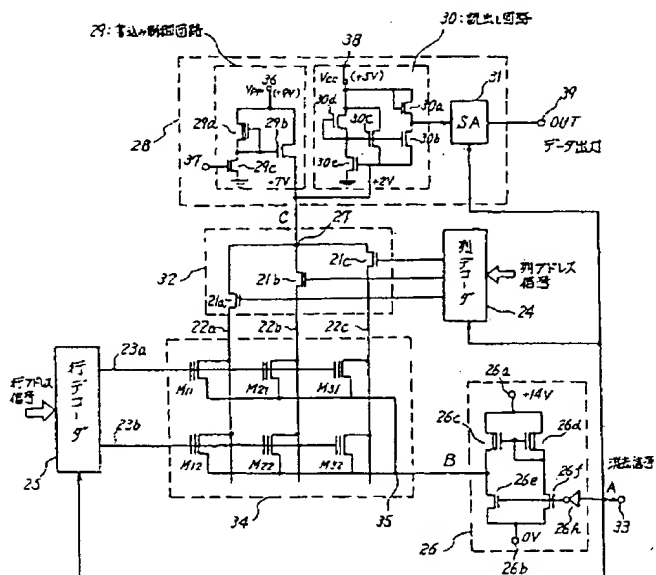 29:書込み制御回路
30:読出し回路
38
36
VPP(+9V)
VCC(+5V)
30a
31
39
29d
29b
30d
30c
SA
OUT
28
30b
データ出力
37
29c
30e
+7V
+2V
C
27
21c
32
21b
列デコーダ
列アドレス信号
21a
24
22a
22b
22c
23a
行デコーダ
行アドレス信号
M11
M21
M31
26a
+14V
26c
26d
23b
M12
M22
M32
B
消去信号
A
26e
26f
25
33
26h
34
35
26
0V
26b